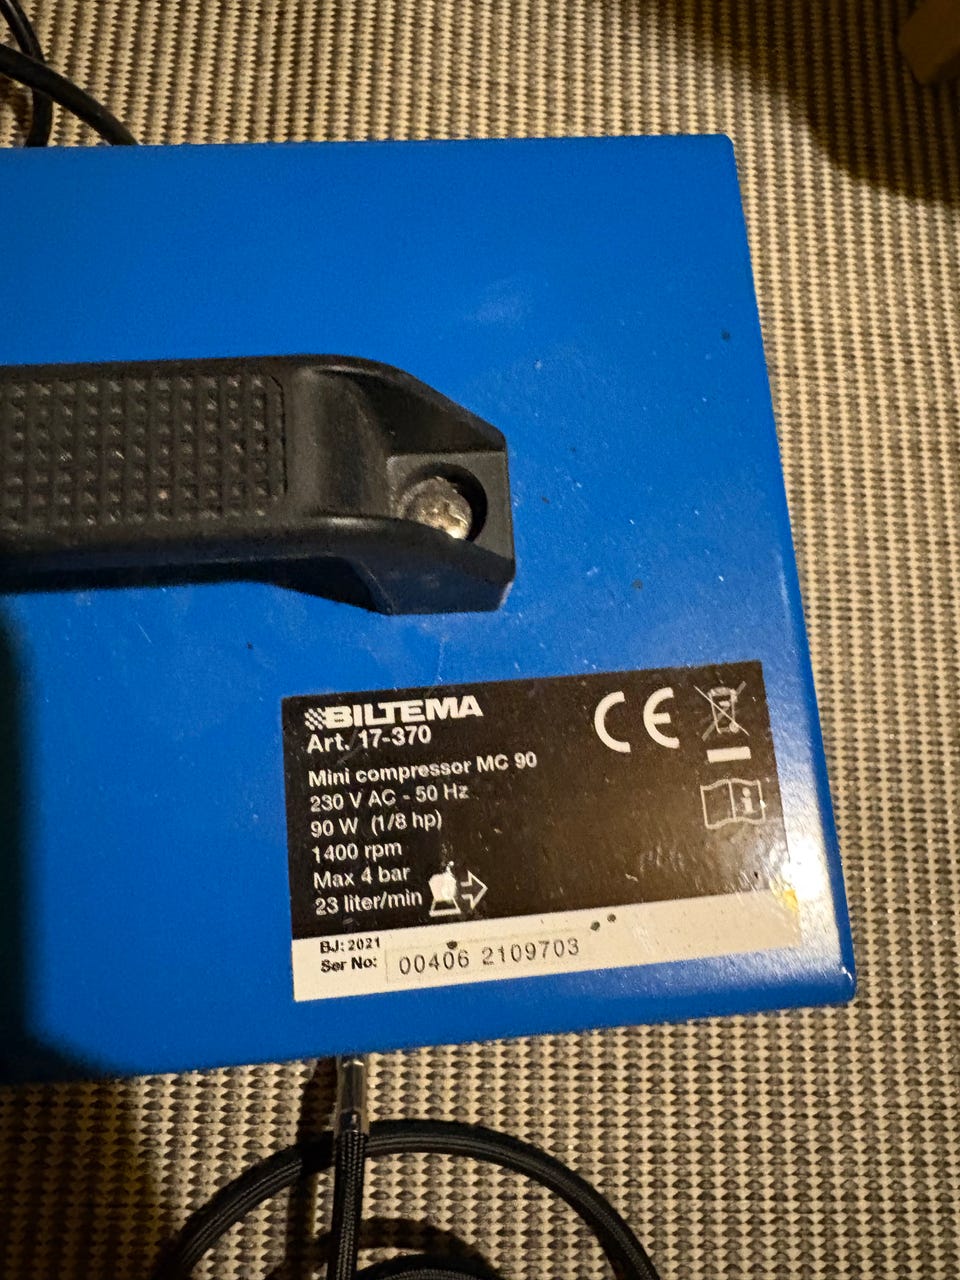 BILTEMA
Art. 17-370
Mini compressor MC 90
230 V AC - 50 Hz
90 W (1/8 hp)
1400 rpm
Max 4 bar
23 liter/min
CE
i
BJ: 2021
Ser No: 00406 2109703